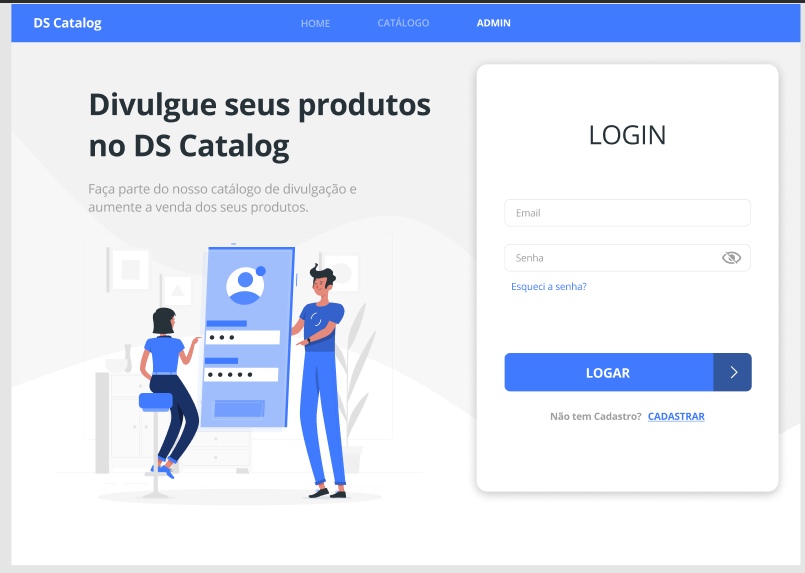 DS Catalog
HOME
CATÁLOGO
ADMIN
Divulgue seus produtos
no DS Catalog
Faça parte do nosso catálogo de divulgação e
aumente a venda dos seus produtos.
LOGIN
Email
Senha
Esqueci a senha?
LOGAR
Não tem Cadastro? CADASTRAR